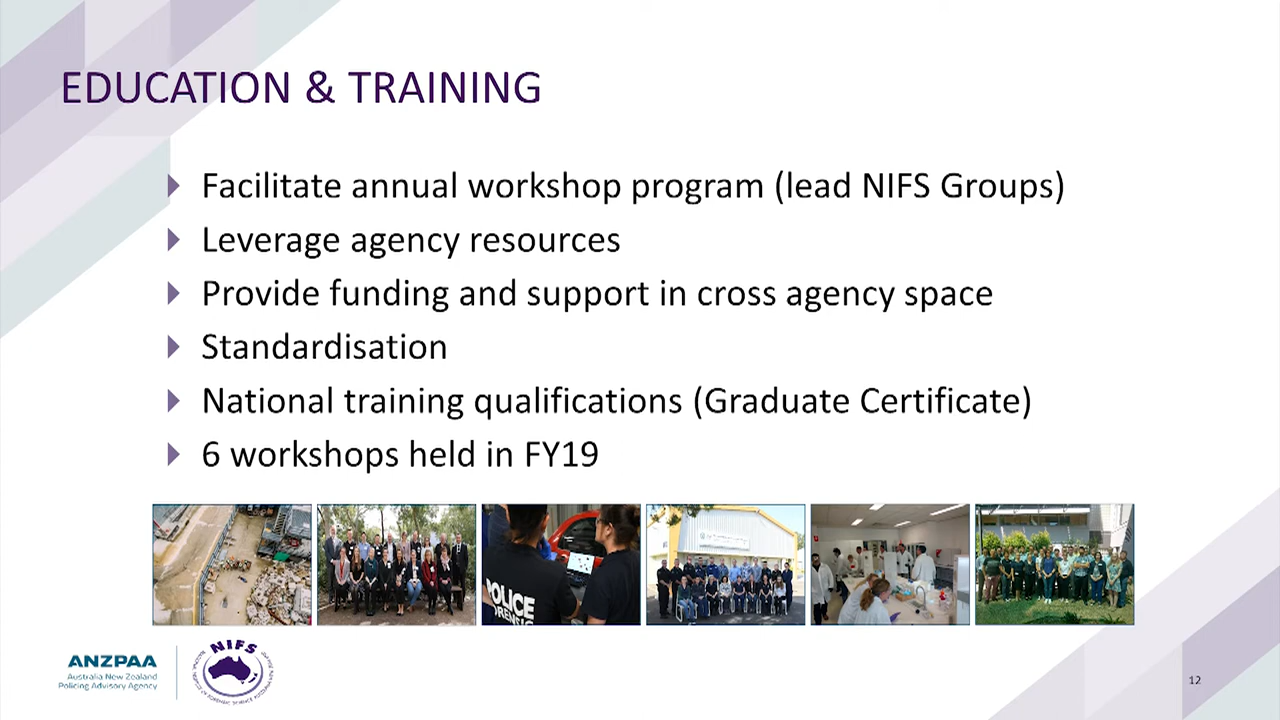 EDUCATION & TRAINING
Facilitate annual workshop program (lead NIFS Groups)
Leverage agency resources
Provide funding and support in cross agency space
Standardisation
National training qualifications (Graduate Certificate)
6 workshops held in FY19
POLICE
FORENSIC
ANZPAA
Australia New Zealand
Policing Advisory Agency
NIFS
12